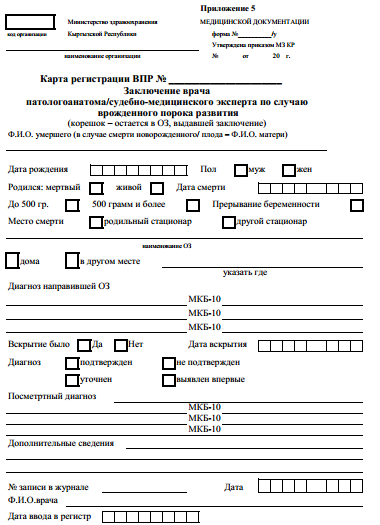 Приложение 5
Министерство здравоохранения МЕДИЦИНСКОЙ ДОКУМЕНТАЦИИ
код организации Кыргызской Республики форма №_________/у
Утверждена приказом МЗ КР
наименование организации № от 20 г.
Карта регистрации ВПР № ________________
Заключение врача
патологоанатома/судебно-медицинского эксперта по случаю
врожденного порока развития
(корешок – остается в ОЗ, выдавшей заключение)
Ф.И.О. умершего (в случае смерти новорожденного/ плода – Ф.И.О. матери)
Дата рождения Пол муж жен
Родился: мертвый живой Дата смерти
До 500 гр. 500 грамм и более Прерывание беременности
Место смерти родильный стационар другой стационар
наименование ОЗ
дома в другом месте
указать где
Диагноз направившей ОЗ
МКБ-10
МКБ-10
МКБ-10
Вскрытие было Да Нет Дата вскрытия
Диагноз подтвержден не подтвержден
уточнен выявлен впервые
Посмертртный диагноз
МКБ-10
МКБ-10
МКБ-10
Дополнительные сведения
№ записи в журнале Дата
Ф.И.О.врача
Дата ввода в регистр